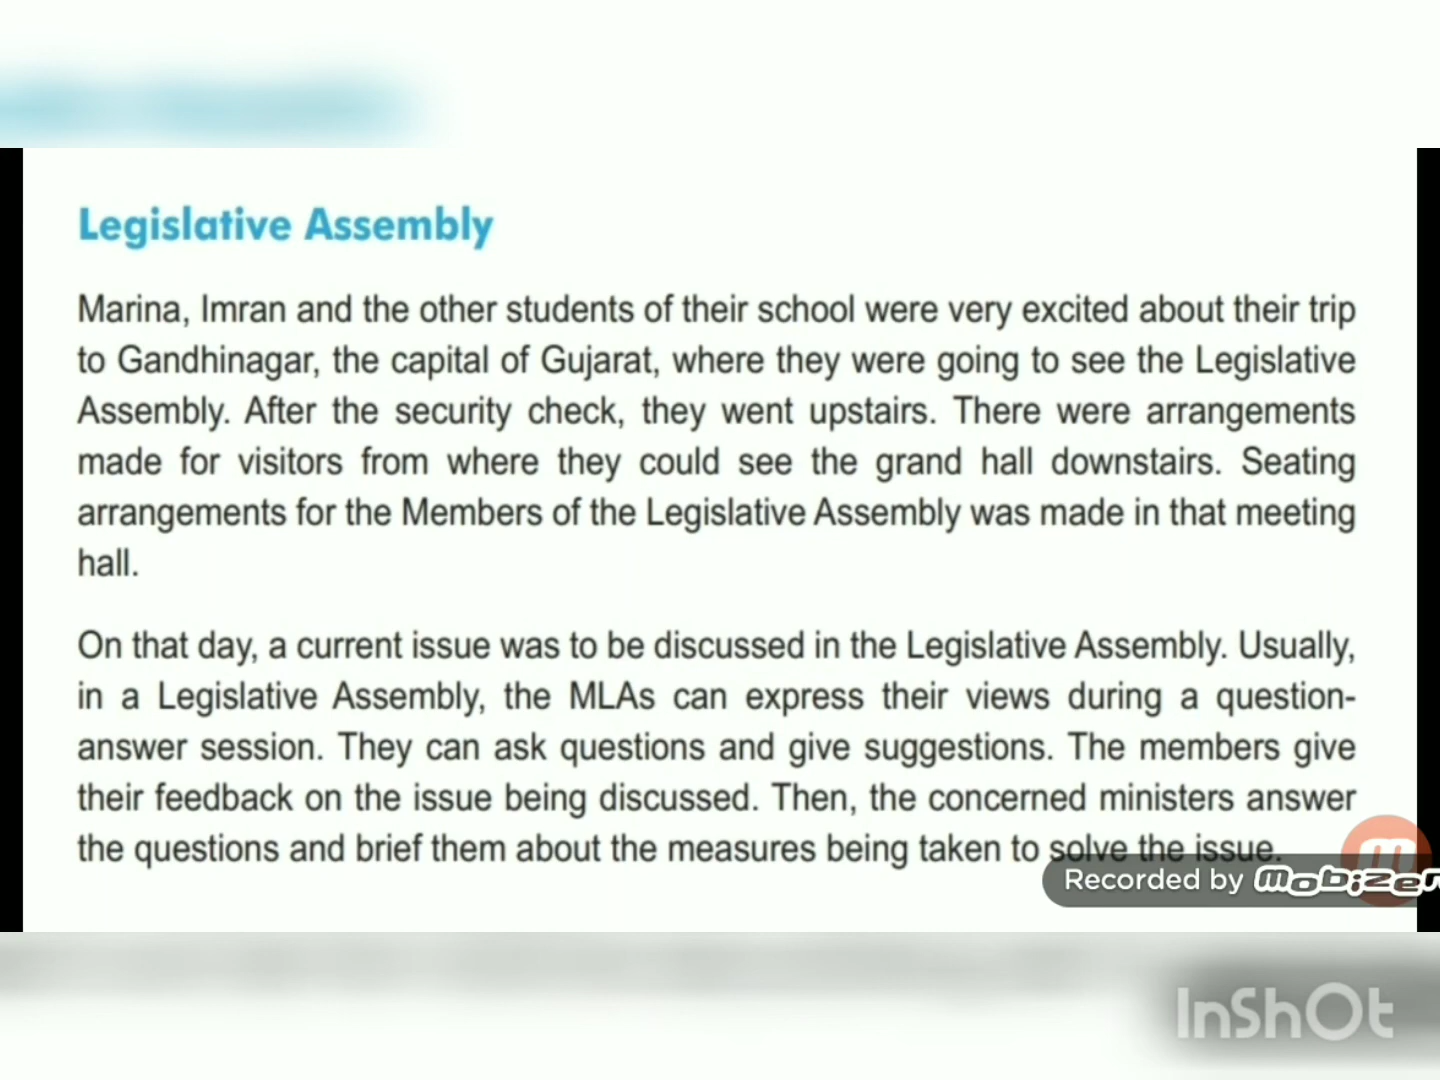 Legislative Assembly
Marina, Imran and the other students of their school were very excited about their trip
to Gandhinagar, the capital of Gujarat, where they were going to see the Legislative
Assembly. After the security check, they went upstairs. There were arrangements
made for visitors from where they could see the grand hall downstairs. Seating
arrangements for the Members of the Legislative Assembly was made in that meeting
hall.
On that day, a current issue was to be discussed in the Legislative Assembly. Usually,
in a Legislative Assembly, the MLAs can express their views during a question-
answer session. They can ask questions and give suggestions. The members give
their feedback on the issue being discussed. Then, the concerned ministers answer
the questions and brief them about the measures being taken to solve the issue.
Recorded by mobizen
InShOt